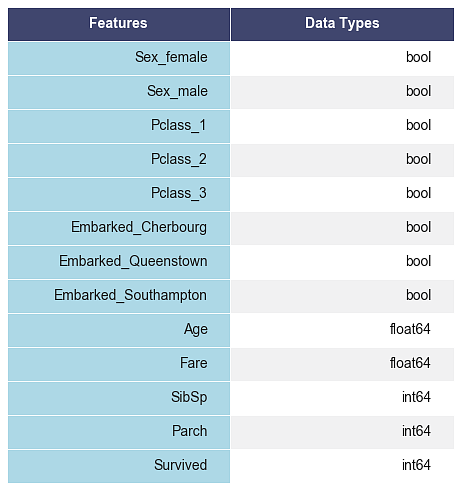 Features Data Types
Sex_female bool
Sex_male bool
Pclass_1 bool
Pclass_2 bool
Pclass_3 bool
Embarked_Cherbourg bool
Embarked_Queenstown bool
Embarked_Southampton bool
Age float64
Fare float64
SibSp int64
Parch int64
Survived int64